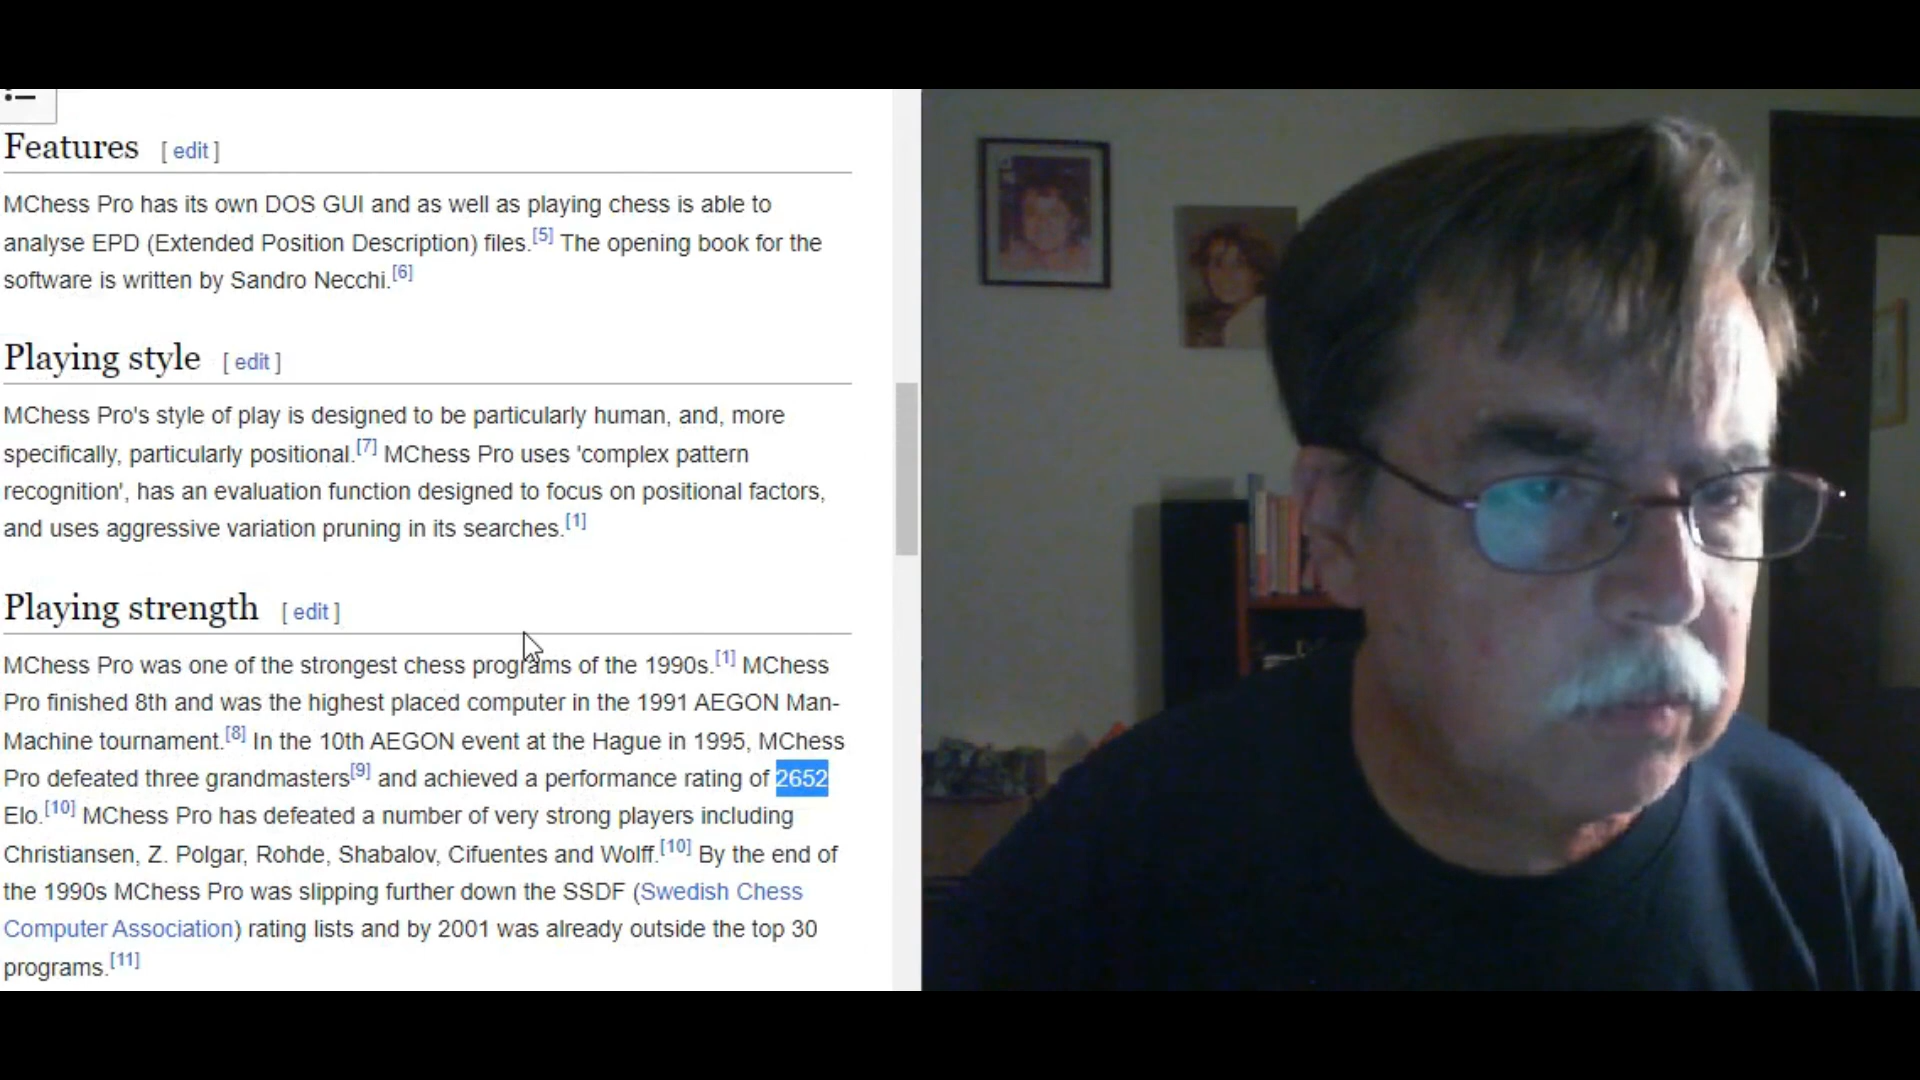 Features [ edit ]
MChess Pro has its own DOS GUI and as well as playing chess is able to
analyse EPD (Extended Position Description) files.[5] The opening book for the
software is written by Sandro Necchi.[6]
Playing style [ edit ]
MChess Pro's style of play is designed to be particularly human, and, more
specifically, particularly positional.[7] MChess Pro uses 'complex pattern
recognition', has an evaluation function designed to focus on positional factors,
and uses aggressive variation pruning in its searches.[1]
Playing strength [ edit ]
MChess Pro was one of the strongest chess programs of the 1990s.[1] MChess
Pro finished 8th and was the highest placed computer in the 1991 AEGON Man-
Machine tournament.[8] In the 10th AEGON event at the Hague in 1995, MChess
Pro defeated three grandmasters[9] and achieved a performance rating of 2652
Elo.[10] MChess Pro has defeated a number of very strong players including
Christiansen, Z. Polgar, Rohde, Shabalov, Cifuentes and Wolff.[10] By the end of
the 1990s MChess Pro was slipping further down the SSDF (Swedish Chess
Computer Association) rating lists and by 2001 was already outside the top 30
programs.[11]